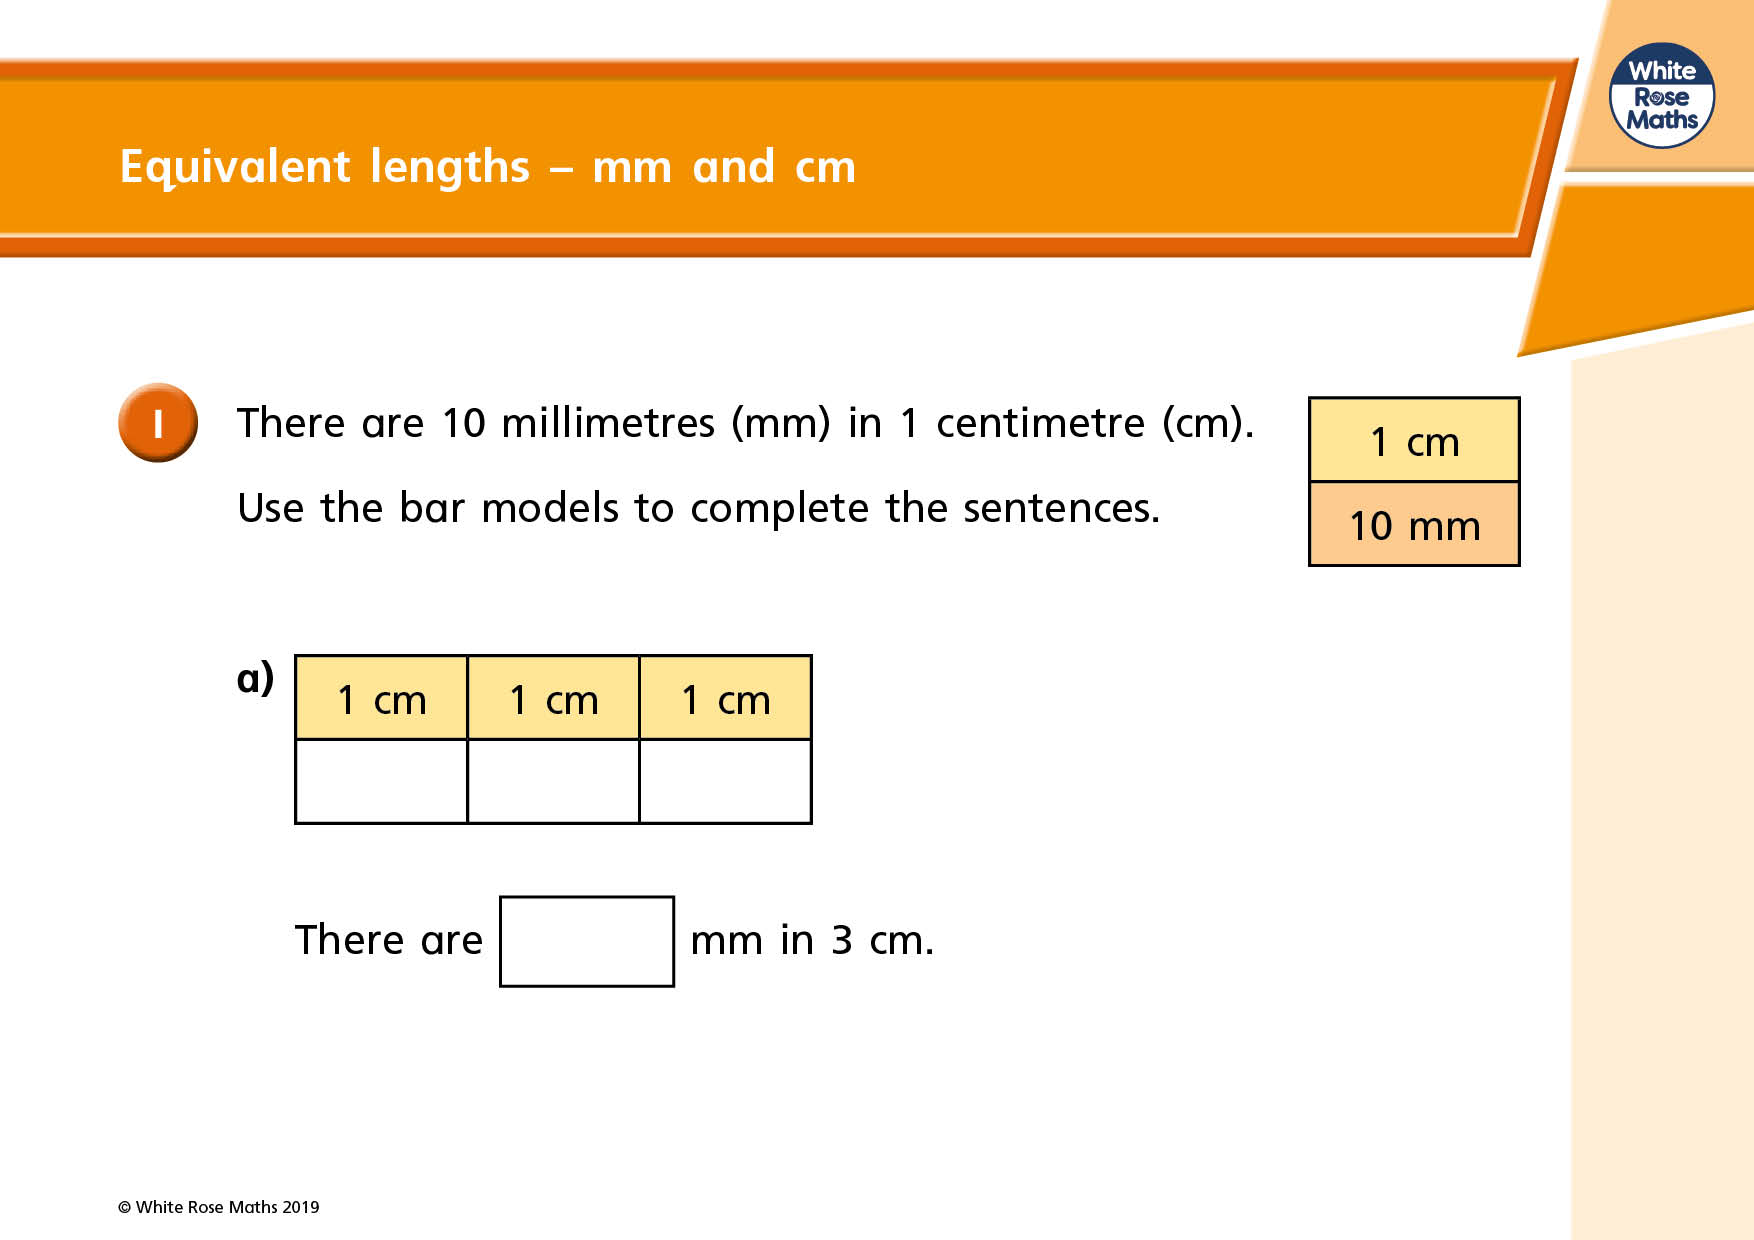 White
Rose
Maths
Equivalent lengths – mm and cm
1 There are 10 millimetres (mm) in 1 centimetre (cm).
Use the bar models to complete the sentences.
1 cm
10 mm
a)
1 cm 1 cm 1 cm
There are mm in 3 cm.
© White Rose Maths 2019